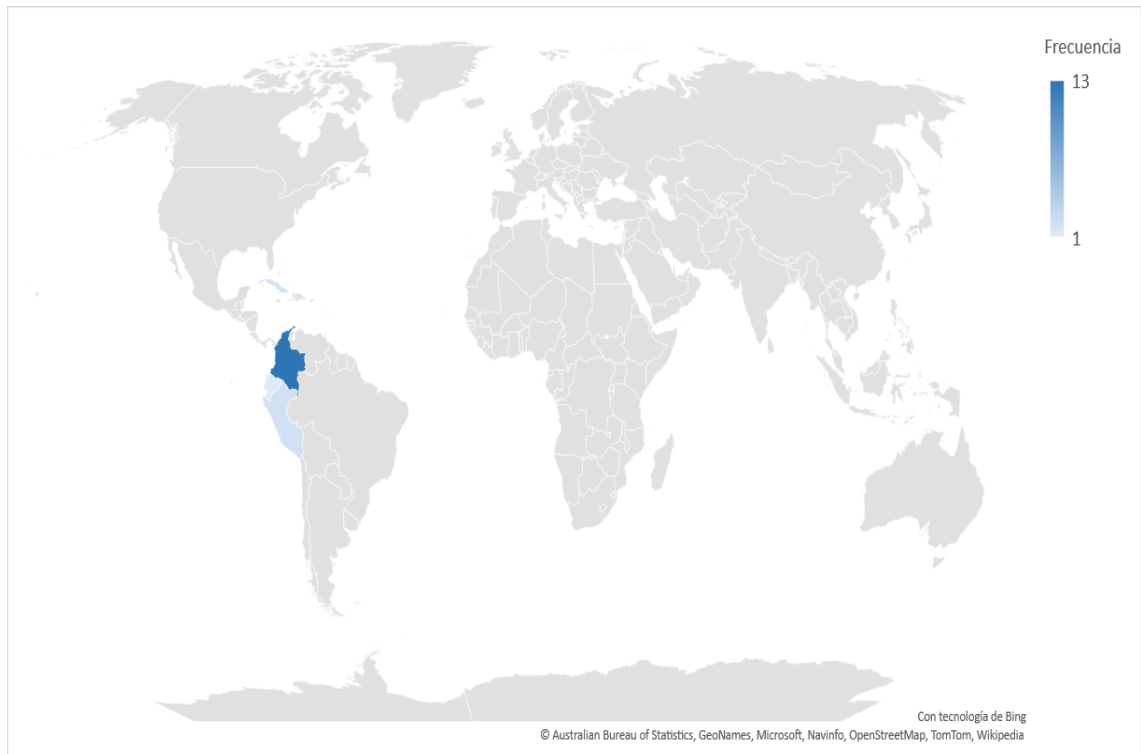 Frecuencia
13
1
Con tecnología de Bing
© Australian Bureau of Statistics, GeoNames, Microsoft, Navinfo, OpenStreetMap, TomTom, Wikipedia